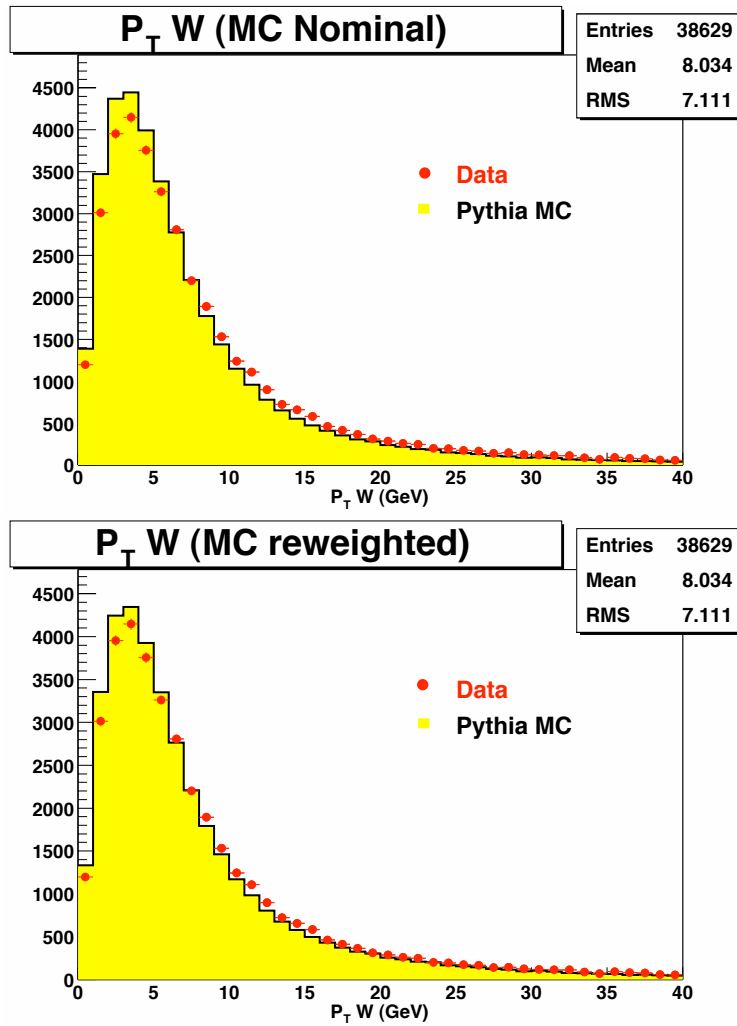 P_T W (MC Nominal)
Entries 38629
Mean 8.034
RMS 7.111
4500
4000
3500
3000
2500
2000
1500
1000
500
0
Data
Pythia MC
0 5 10 15 20 25 30 35 40
P_T W (GeV)
P_T W (MC reweighted)
Entries 38629
Mean 8.034
RMS 7.111
4500
4000
3500
3000
2500
2000
1500
1000
500
0
Data
Pythia MC
0 5 10 15 20 25 30 35 40
P_T W (GeV)